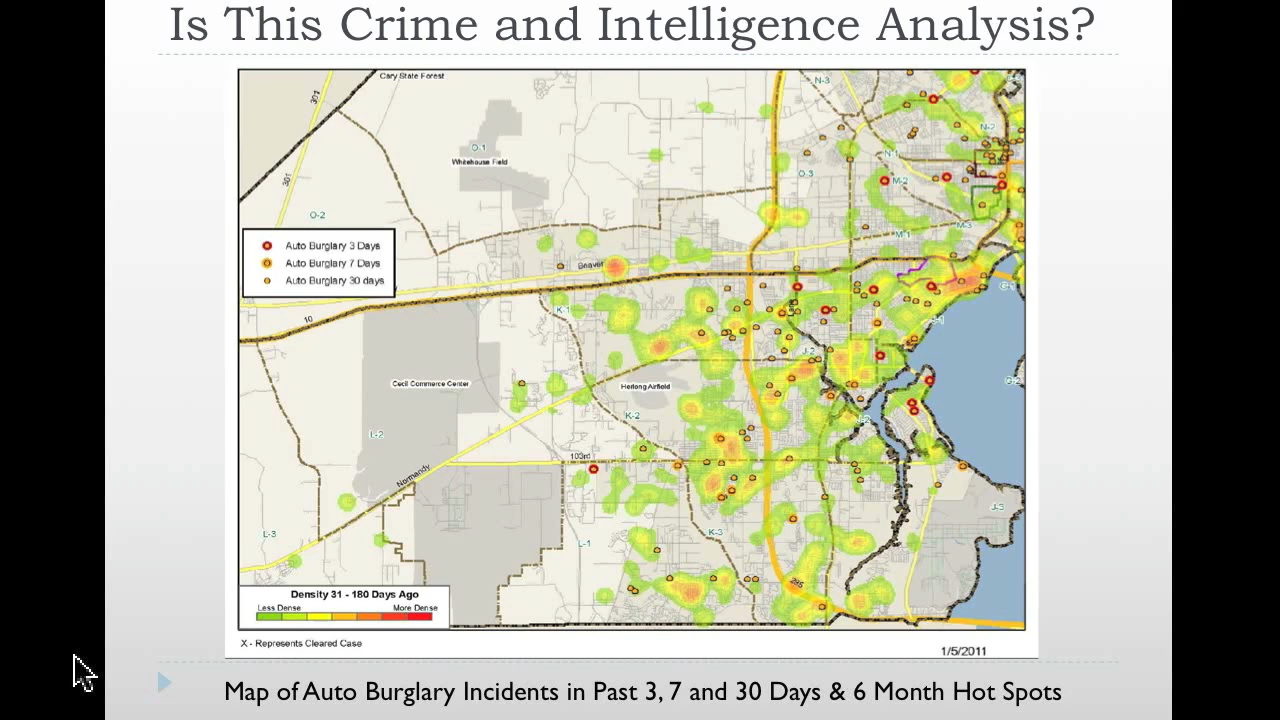 Is This Crime and Intelligence Analysis?
Cary State Forest
N-3
301
O-1
Whitehouse Field
N-2
N-1
O-3
301
M-2
O-2
M-3
M-1
Auto Burglary 3 Days
Auto Burglary 7 Days
Auto Burglary 30 days
Beaver
K-1
10
J-2
Cecil Commerce Center
Herlong Airfield
K-2
L-2
103rd
Normandy
J-3
L-3
K-3
L-1
295
Density 31 - 180 Days Ago
Less Dense More Dense
X - Represents Cleared Case
1/5/2011
Map of Auto Burglary Incidents in Past 3, 7 and 30 Days & 6 Month Hot Spots